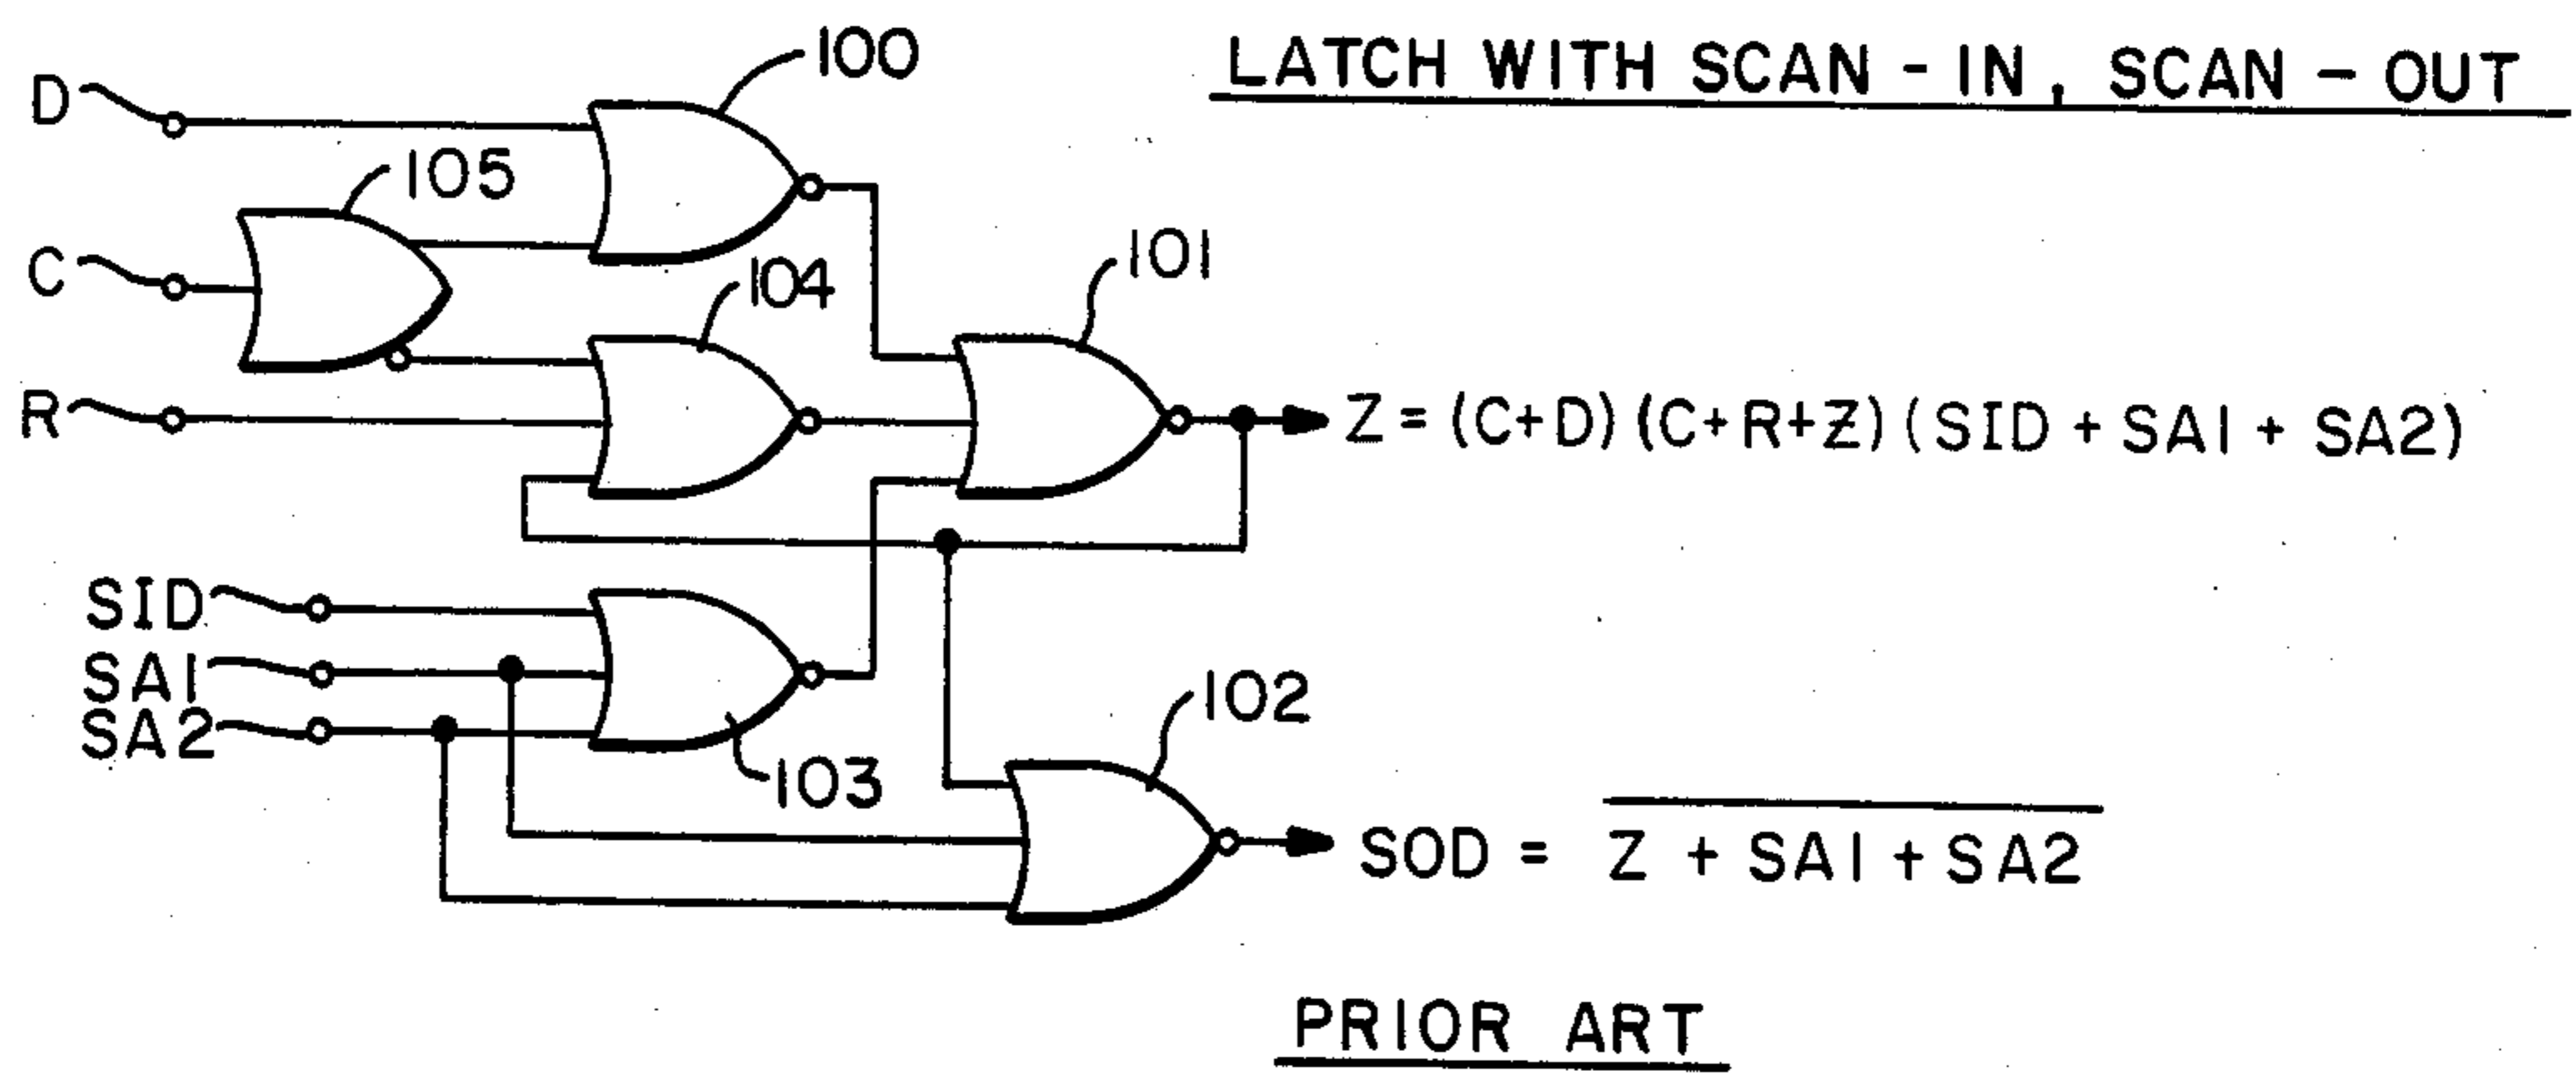 LATCH WITH SCAN-IN, SCAN-OUT
D
100
105
C
104
101
R
Z = (C+D) (C+R+Z) (SID + SA1 + SA2)
SID
SA1
SA2
103
102
SOD = Z + SA1 + SA2
PRIOR ART